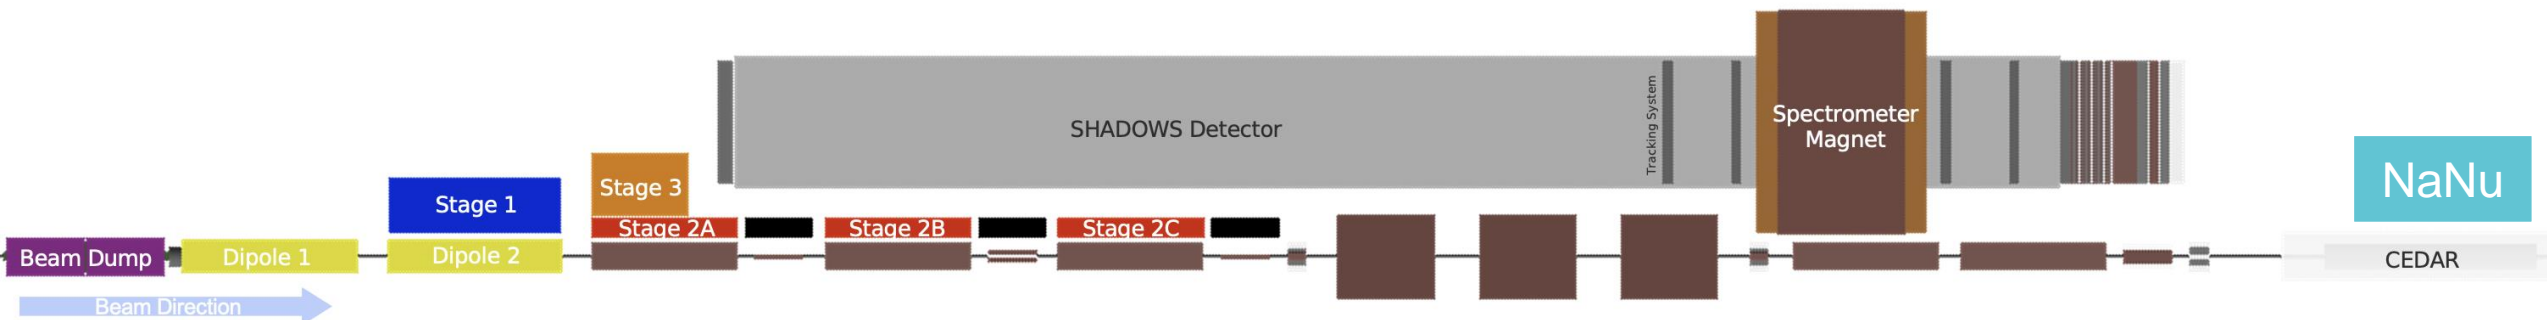 SHADOWS Detector
Tracking System
Spectrometer
Magnet
NaNu
Stage 1
Stage 3
Stage 2A
Stage 2B
Stage 2C
Beam Dump
Dipole 1
Dipole 2
CEDAR
Beam Direction